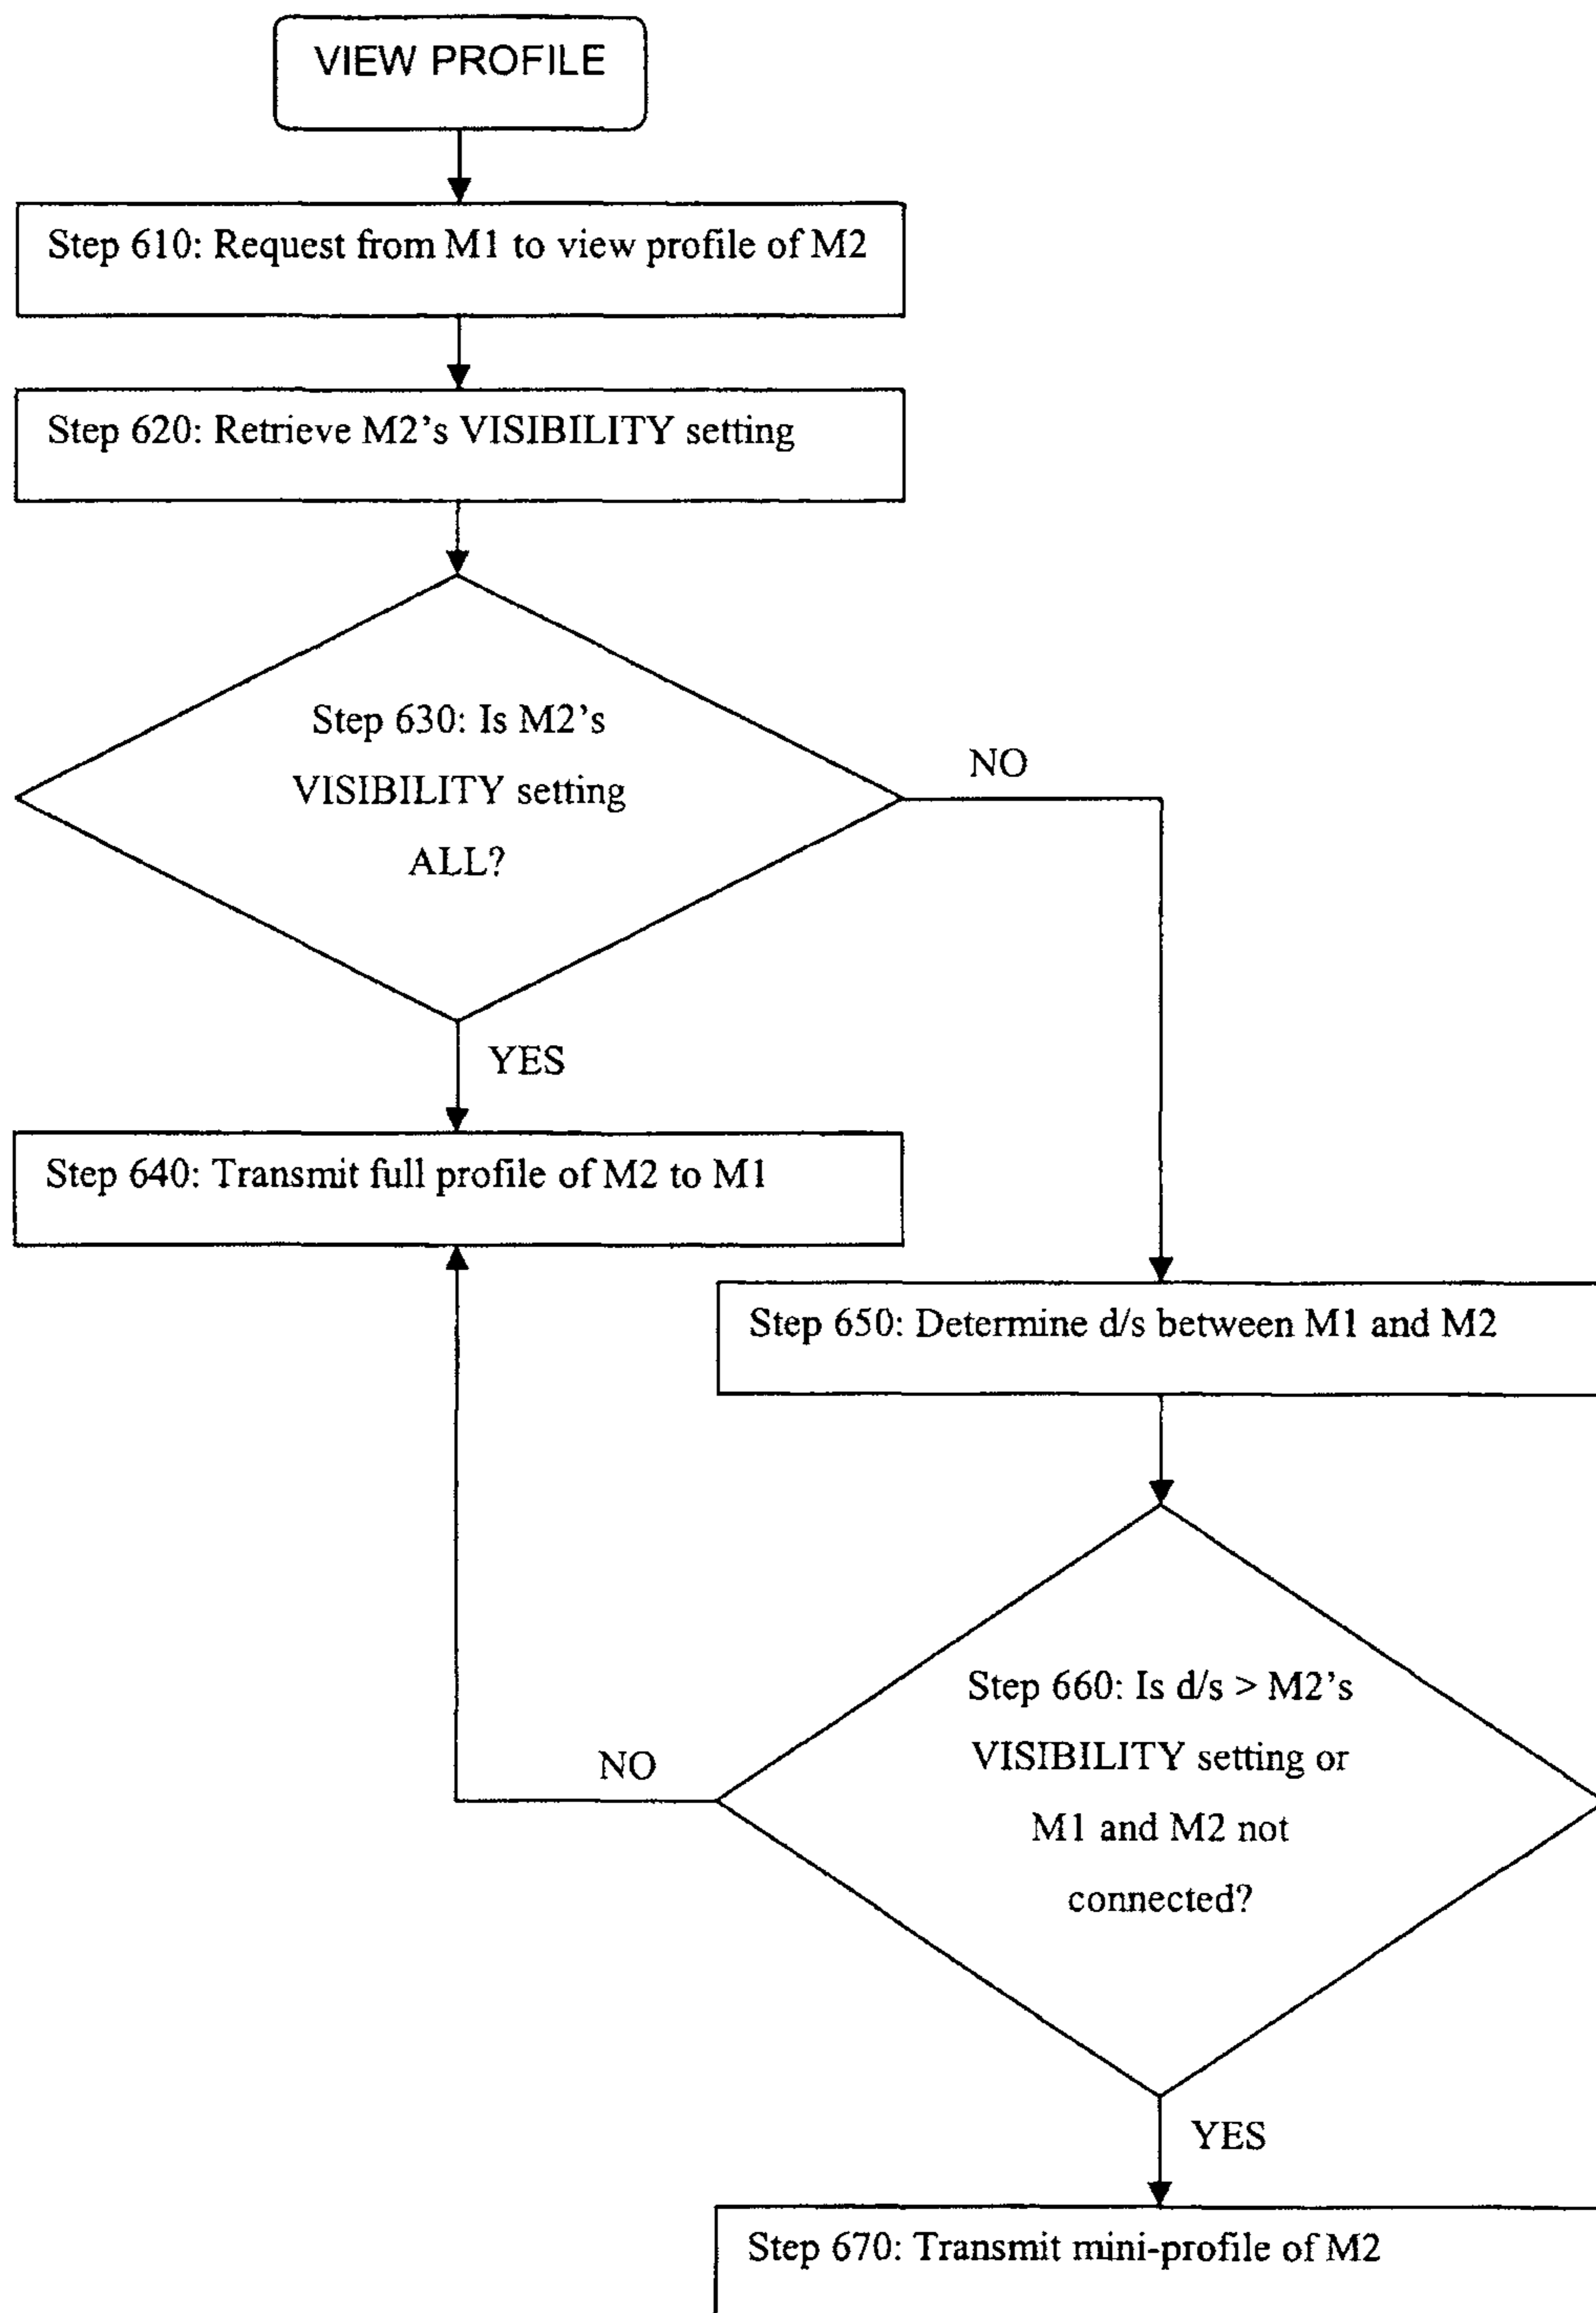 VIEW PROFILE
Step 610: Request from M1 to view profile of M2
Step 620: Retrieve M2’s VISIBILITY setting
Step 630: Is M2’s
VISIBILITY setting
ALL?
NO
YES
Step 640: Transmit full profile of M2 to M1
Step 650: Determine d/s between M1 and M2
Step 660: Is d/s > M2’s
VISIBILITY setting or
M1 and M2 not
connected?
NO
YES
Step 670: Transmit mini-profile of M2